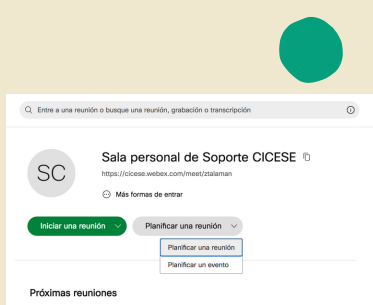 Entre a una reunión o busque una reunión, grabación o transcripción
SC
Sala personal de Soporte CICESE
https://cicese.webex.com/meet/ztalaman
Más formas de entrar
Iniciar una reunión
Planificar una reunión
Planificar una reunión
Planificar un evento
Próximas reuniones